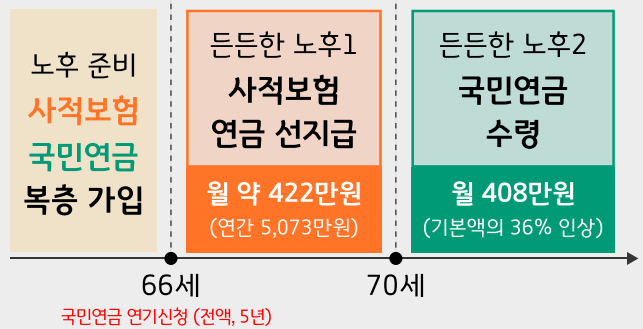 노후 준비
사적보험
국민연금
복층 가입
든든한 노후1
사적보험
연금 선지급
월 약 422만원
(연간 5,073만원)
든든한 노후2
국민연금
수령
월 408만원
(기본액의 36% 인상)
66세
70세
국민연금 연기신청 (전액, 5년)